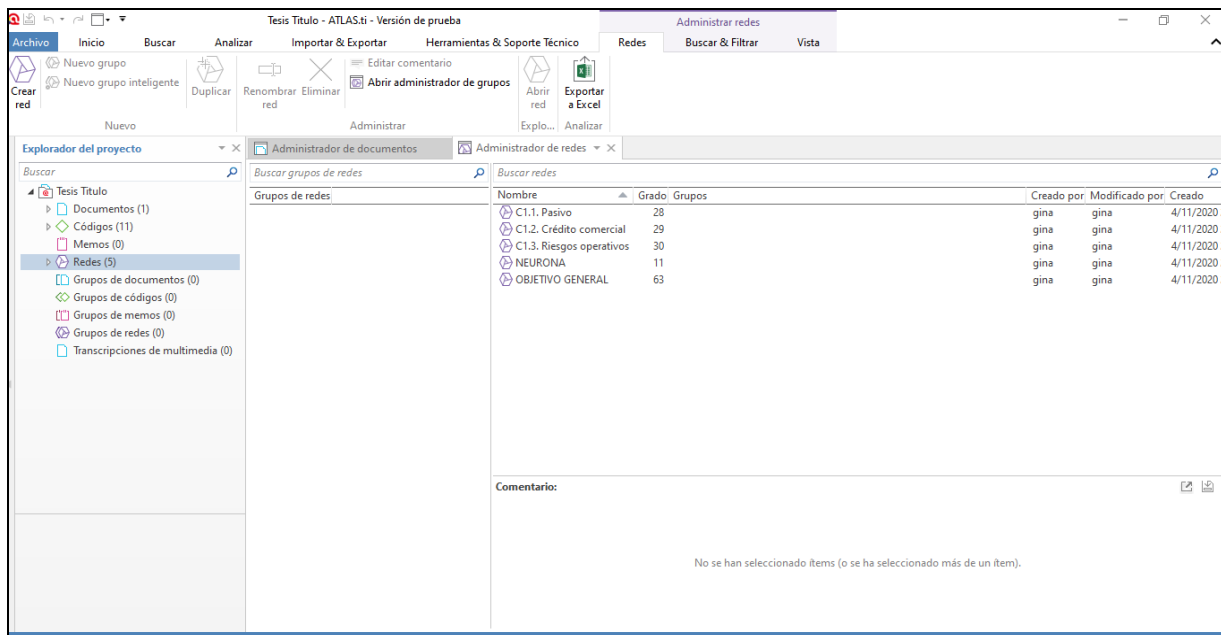 Tesis Titulo - ATLAS.ti - Versión de prueba
Administrar redes
Archivo Inicio Buscar Analizar Importar & Exportar Herramientas & Soporte Técnico Redes Buscar & Filtrar Vista
Crear red
Nuevo grupo
Nuevo grupo inteligente
Duplicar
Nuevo
Renombrar red
Eliminar
Editar comentario
Abrir administrador de grupos
Administrar
Abrir red
Explo...
Exportar a Excel
Analizar
Explorador del proyecto
Buscar
Tesis Titulo
Documentos (1)
Códigos (11)
Memos (0)
Redes (5)
Grupos de documentos (0)
Grupos de códigos (0)
Grupos de memos (0)
Grupos de redes (0)
Transcripciones de multimedia (0)
Administrador de documentos
Administrador de redes
Buscar grupos de redes
Grupos de redes
Buscar redes
Nombre Grado Grupos Creado por Modificado por Creado
C1.1. Pasivo 28 gina gina 4/11/2020
C1.2. Crédito comercial 29 gina gina 4/11/2020
C1.3. Riesgos operativos 30 gina gina 4/11/2020
NEURONA 11 gina gina 4/11/2020
OBJETIVO GENERAL 63 gina gina 4/11/2020
Comentario:
No se han seleccionado ítems (o se ha seleccionado más de un ítem).